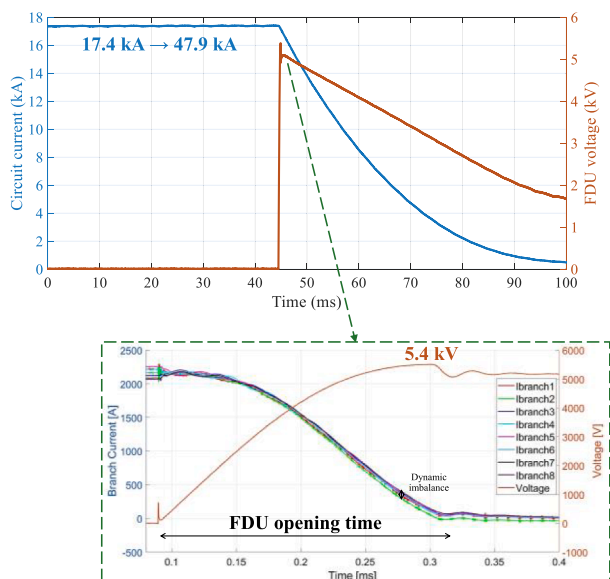 18
16
14
12
10
8
6
4
2
0
Circuit current (kA)
17.4 kA → 47.9 kA
6
5
4
3
2
1
0
FDU voltage (kV)
0 10 20 30 40 50 60 70 80 90 100
Time (ms)
5.4 kV
2500
2000
1500
1000
500
0
-500
Branch Current [A]
Ibranch1
Ibranch2
Ibranch3
Ibranch4
Ibranch5
Ibranch6
Ibranch7
Ibranch8
Voltage
Dynamic
imbalance
FDU opening time
6000
5000
4000
3000
2000
1000
0
-1000
Voltage [V]
0.1 0.15 0.2 0.25 0.3 0.35 0.4
Time [ms]